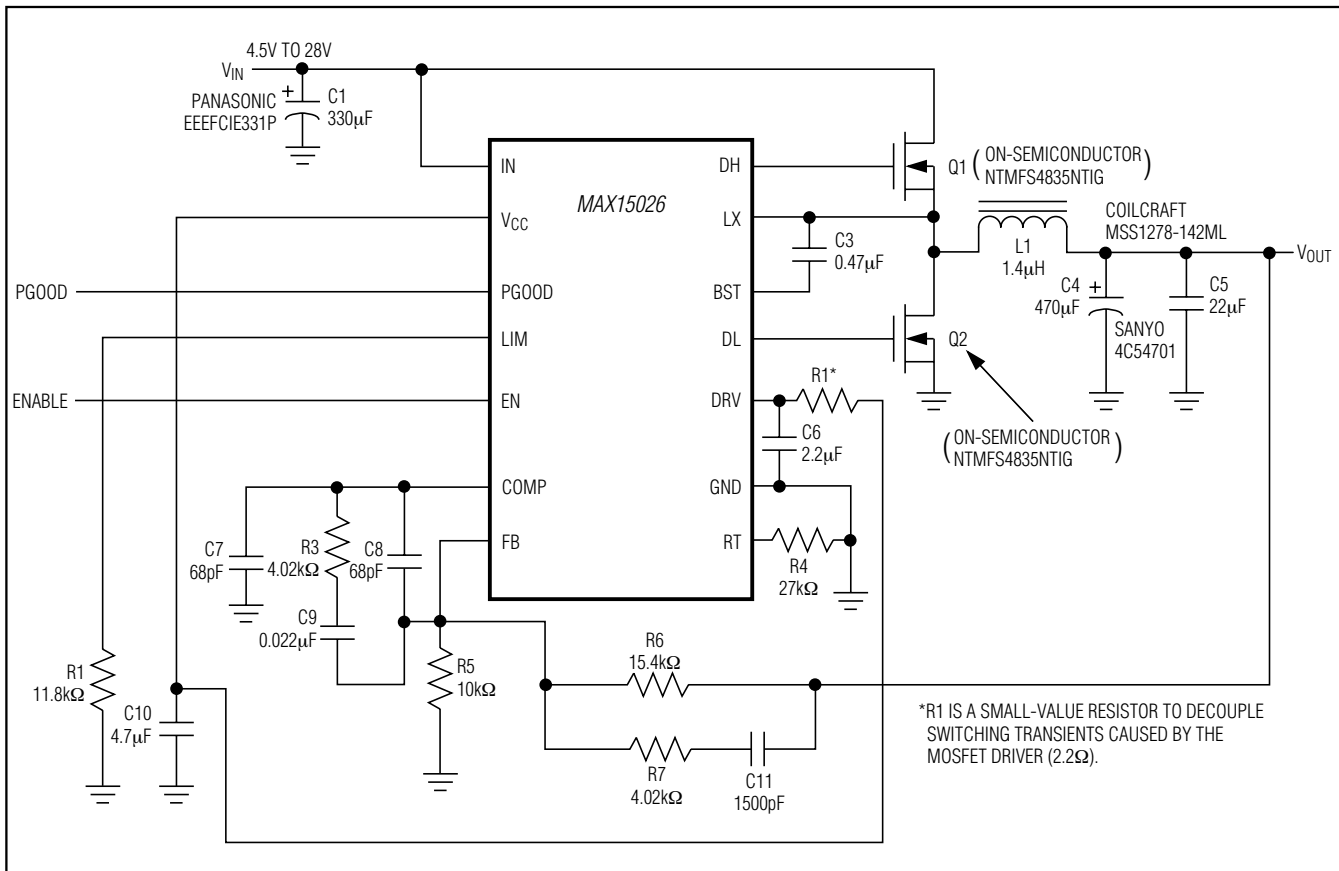 4.5V TO 28V
VIN
PANASONIC
EEEFCIE331P
+
C1
330µF
MAX15026
IN
VCC
PGOOD
LIM
EN
COMP
FB
DH
LX
BST
DL
DRV
GND
RT
PGOOD
ENABLE
Q1
(ON-SEMICONDUCTOR
NTMFS4835NTIG)
C3
0.47µF
L1
1.4µH
COILCRAFT
MSS1278-142ML
VOUT
C4
470µF
+
SANYO
4C54701
C5
22µF
Q2
(ON-SEMICONDUCTOR
NTMFS4835NTIG)
R1*
C6
2.2µF
R4
27kΩ
C7
68pF
R3
4.02kΩ
C8
68pF
C9
0.022µF
R1
11.8kΩ
C10
4.7µF
R5
10kΩ
R6
15.4kΩ
R7
4.02kΩ
C11
1500pF
*R1 IS A SMALL-VALUE RESISTOR TO DECOUPLE
SWITCHING TRANSIENTS CAUSED BY THE
MOSFET DRIVER (2.2Ω).